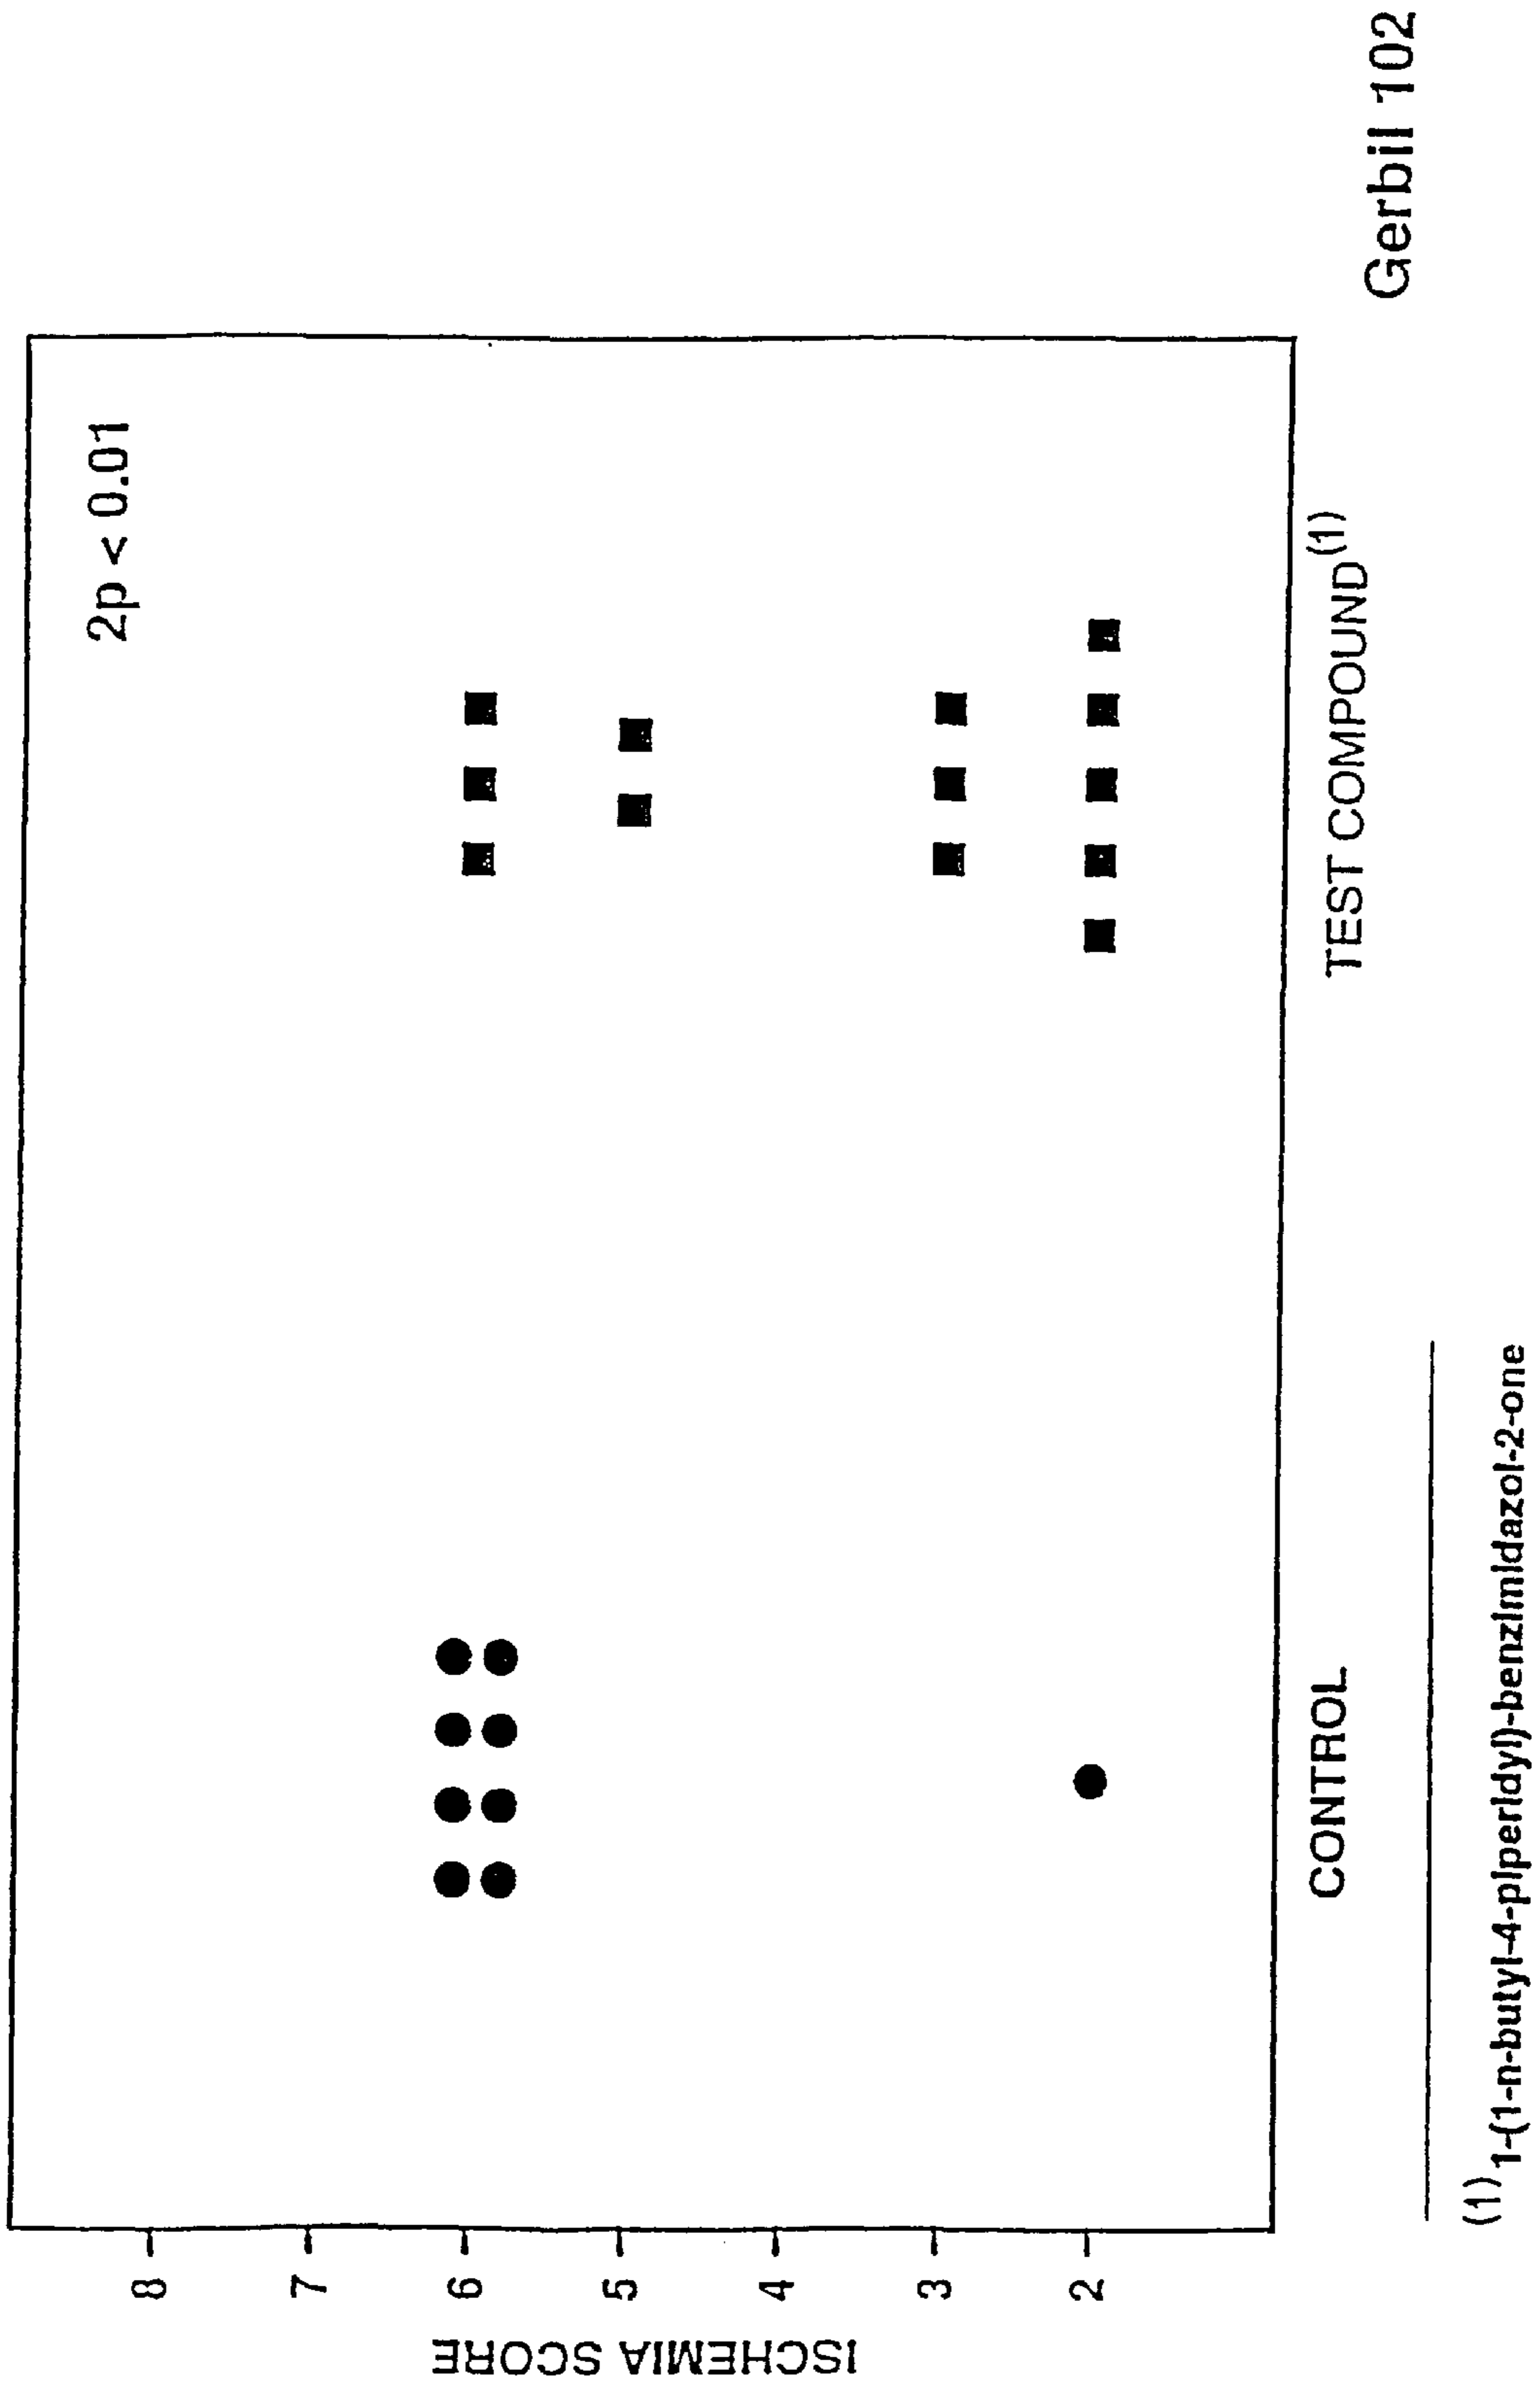 2p < 0.01
8
7
6
5
4
3
2
ISCHEMIA SCORE
CONTROL
TEST COMPOUND(1)
(1) 1-(1-n-butyl-4-piperidyl)-benzimidazol-2-one
Gerbil 102